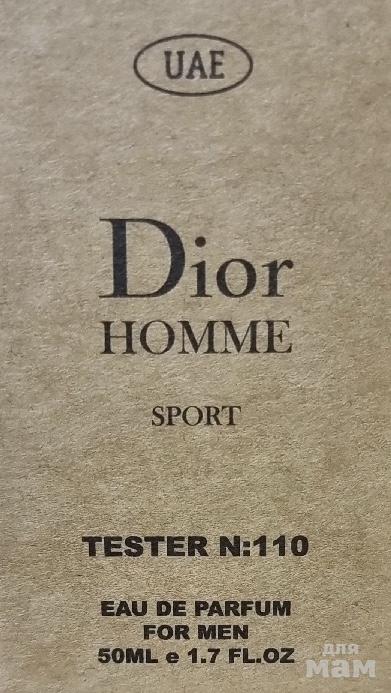 UAE
Dior
HOMME
SPORT
TESTER N:110
EAU DE PARFUM
FOR MEN
50ML e 1.7 FL.OZ
для
мам